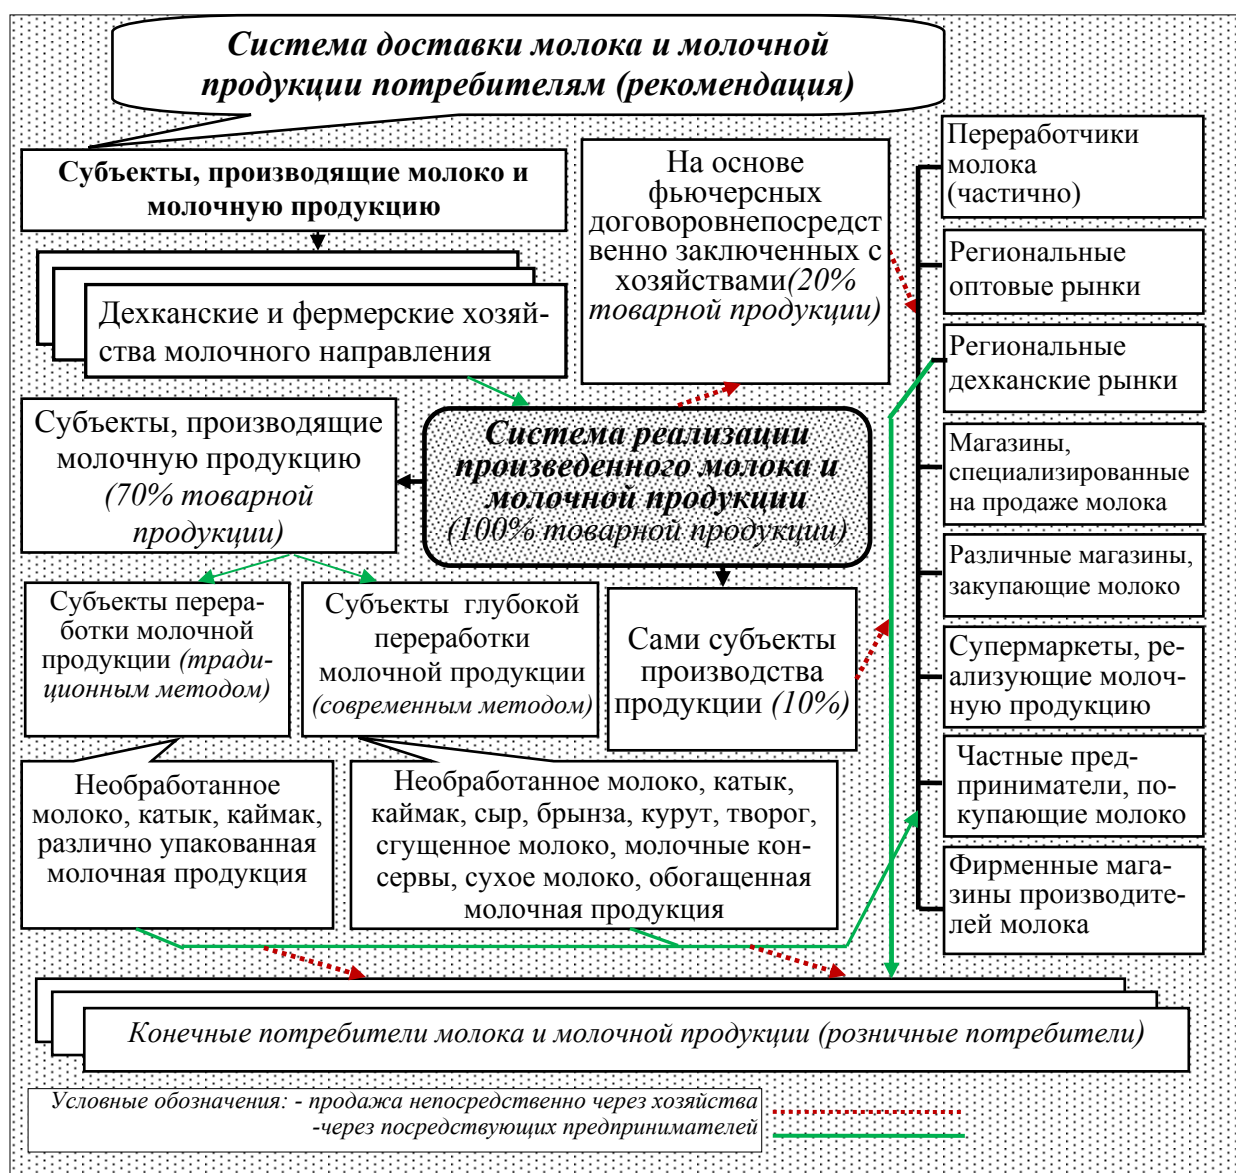 Система доставки молока и молочной
продукции потребителям (рекомендация)
Субъекты, производящие молоко и
молочную продукцию
Дехканские и фермерские хозяй-
ства молочного направления
На основе
фьючерсных
договоровнепосредст
венно заключенных с
хозяйствами(20%
товарной продукции)
Субъекты, производящие
молочную продукцию
(70% товарной
продукции)
Система реализации
произведенного молока и
молочной продукции
(100% товарной продукции)
Субъекты перера-
ботки молочной
продукции (тради-
ционным методом)
Субъекты глубокой
переработки
молочной продукции
(современным методом)
Сами субъекты
производства
продукции (10%)
Необработанное
молоко, катык, каймак,
различно упакованная
молочная продукция
Необработанное молоко, катык,
каймак, сыр, брынза, курут, творог,
сгущенное молоко, молочные кон-
сервы, сухое молоко, обогащенная
молочная продукция
Переработчики
молока
(частично)
Региональные
оптовые рынки
Региональные
дехканские рынки
Магазины,
специализированные
на продаже молока
Различные магазины,
закупающие молоко
Супермаркеты, ре-
ализующие молоч-
ную продукцию
Частные пред-
приниматели, по-
купающие молоко
Фирменные мага-
зины производите-
лей молока
Конечные потребители молока и молочной продукции (розничные потребители)
Условные обозначения: - продажа непосредственно через хозяйства
-через посредствующих предпринимателей